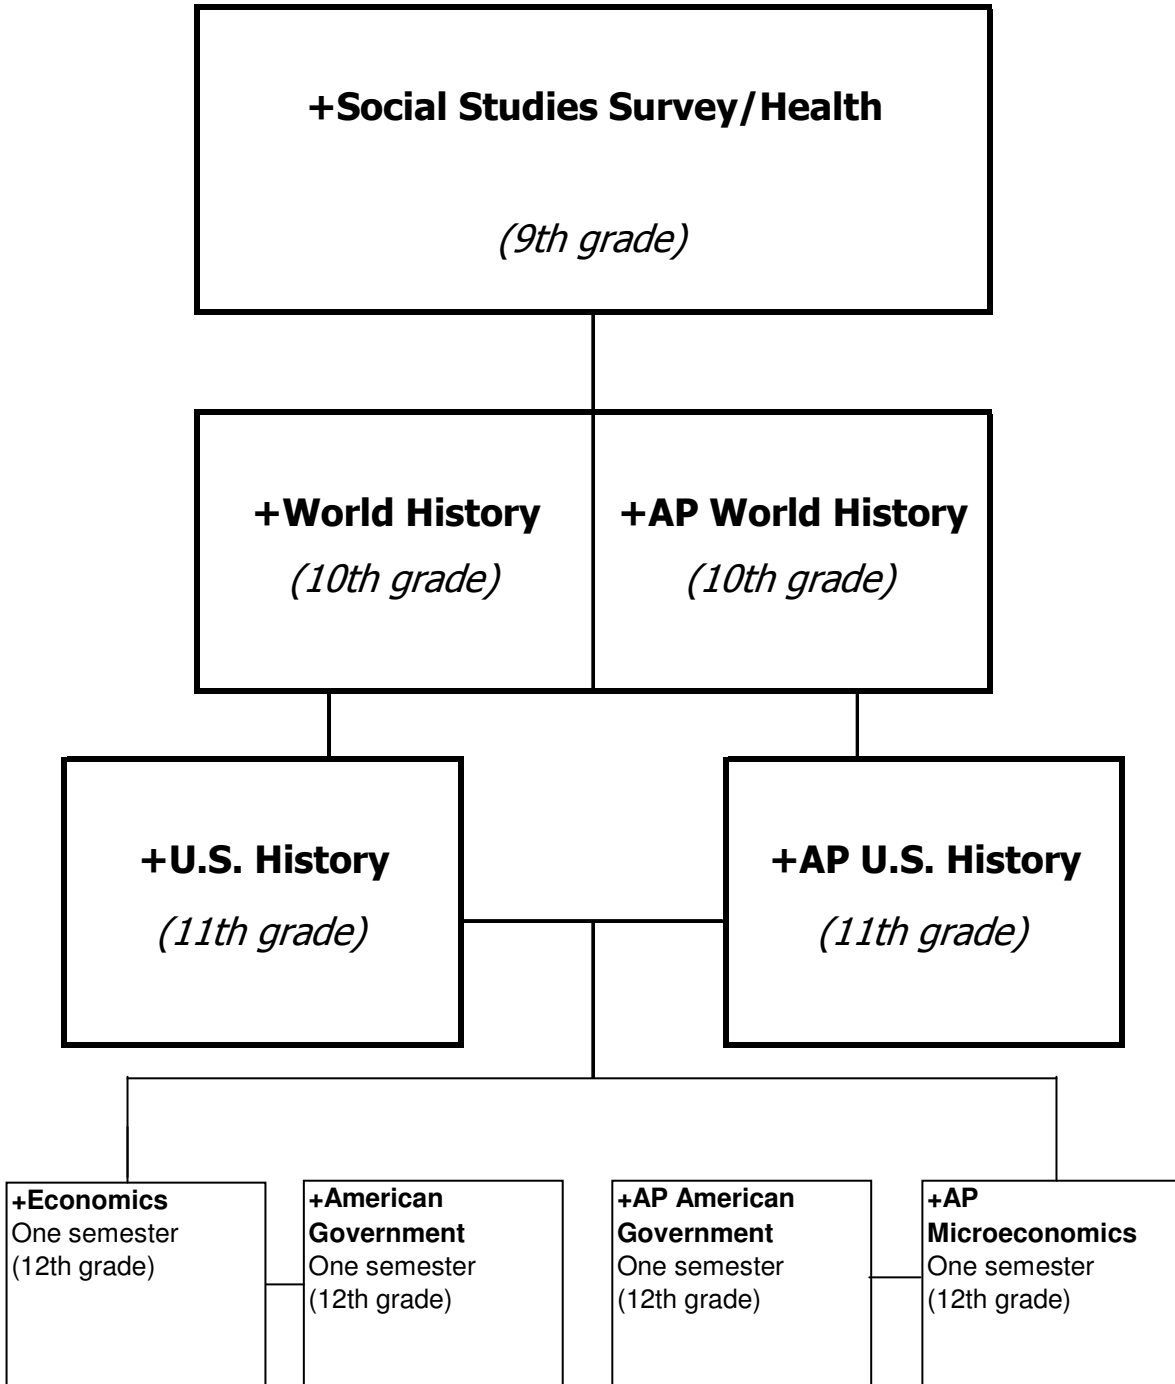 +Social Studies Survey/Health
(9th grade)
+World History
(10th grade)
+AP World History
(10th grade)
+U.S. History
(11th grade)
+AP U.S. History
(11th grade)
+Economics
One semester
(12th grade)
+American
Government
One semester
(12th grade)
+AP American
Government
One semester
(12th grade)
+AP
Microeconomics
One semester
(12th grade)